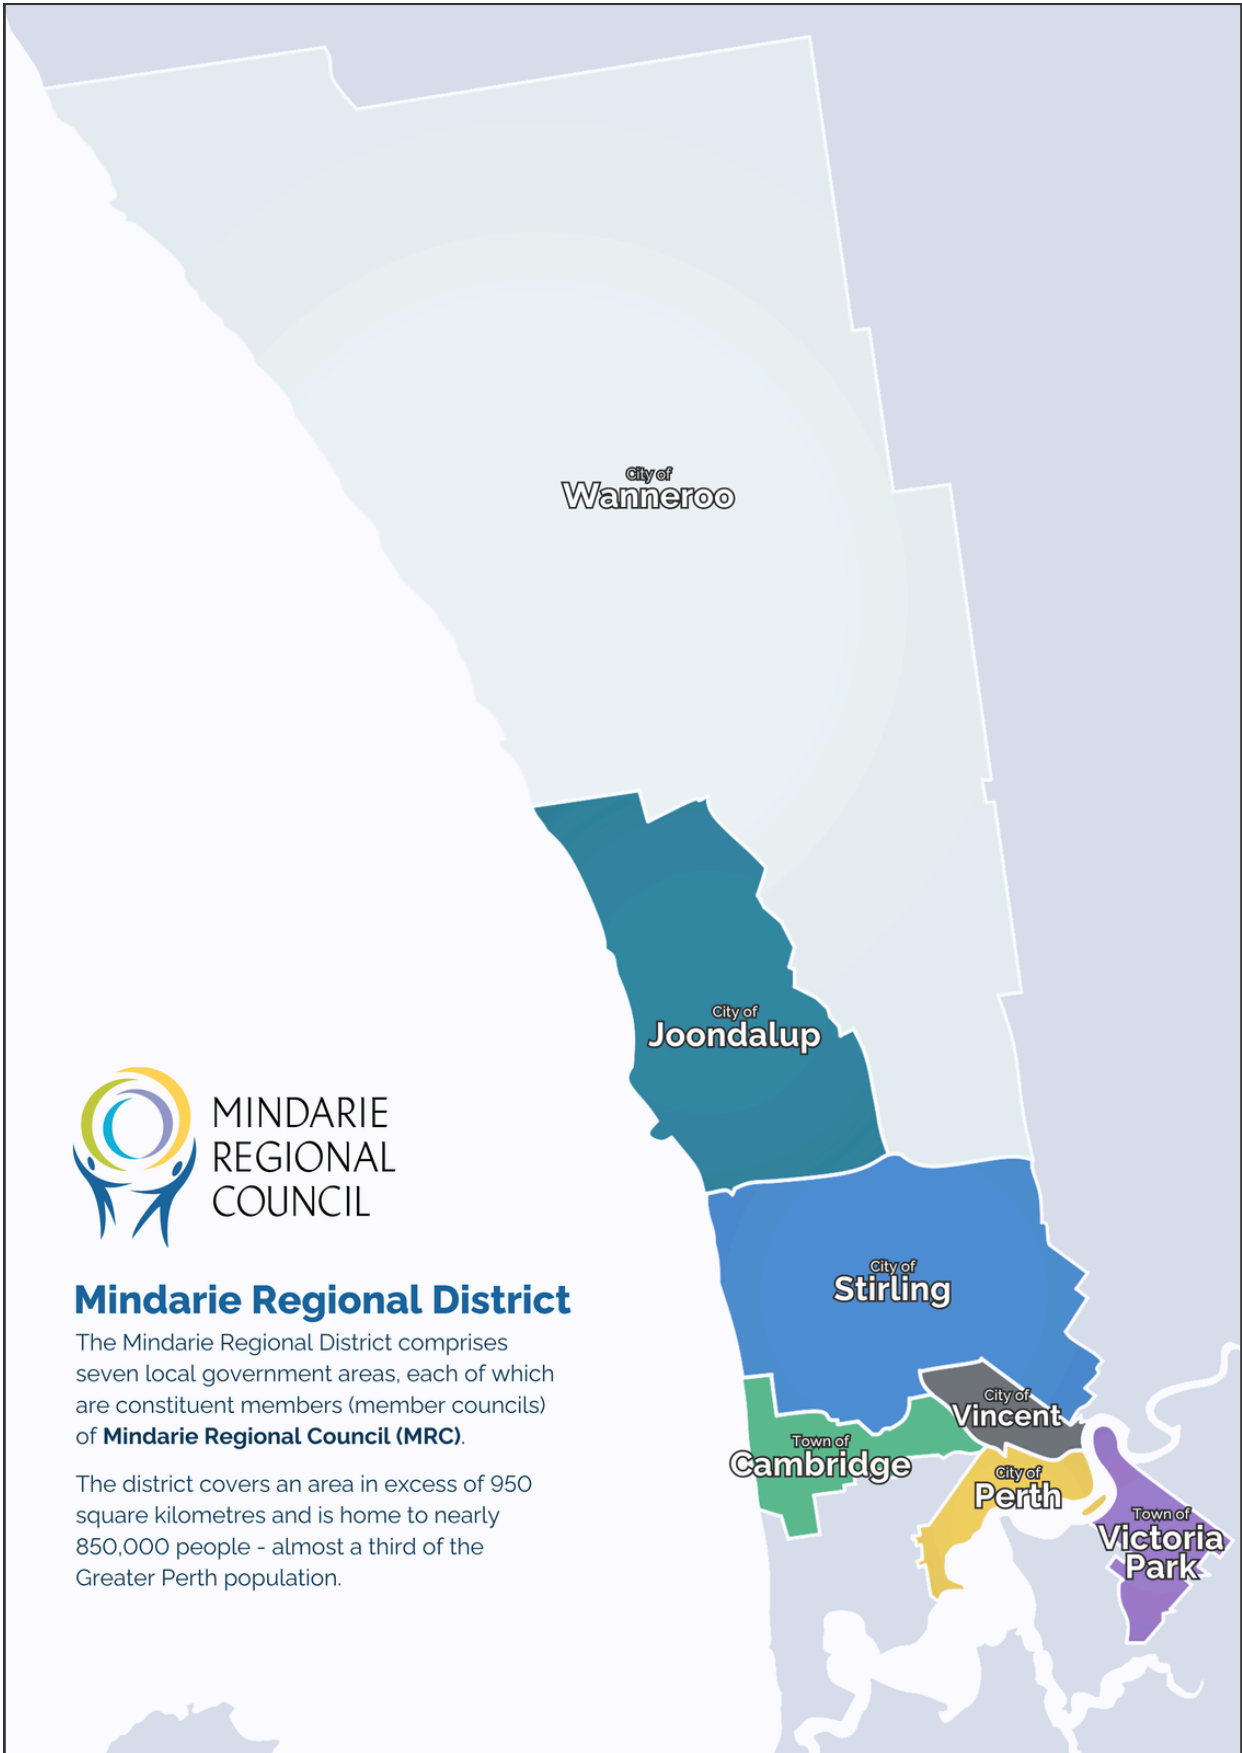 City of
Wanneroo
City of
Joondalup
MINDARIE
REGIONAL
COUNCIL
City of
Stirling
Mindarie Regional District
The Mindarie Regional District comprises
seven local government areas, each of which
are constituent members (member councils)
of Mindarie Regional Council (MRC).
The district covers an area in excess of 950
square kilometres and is home to nearly
850,000 people - almost a third of the
Greater Perth population.
City of
Vincent
Town of
Cambridge
City of
Perth
Town of
Victoria
Park